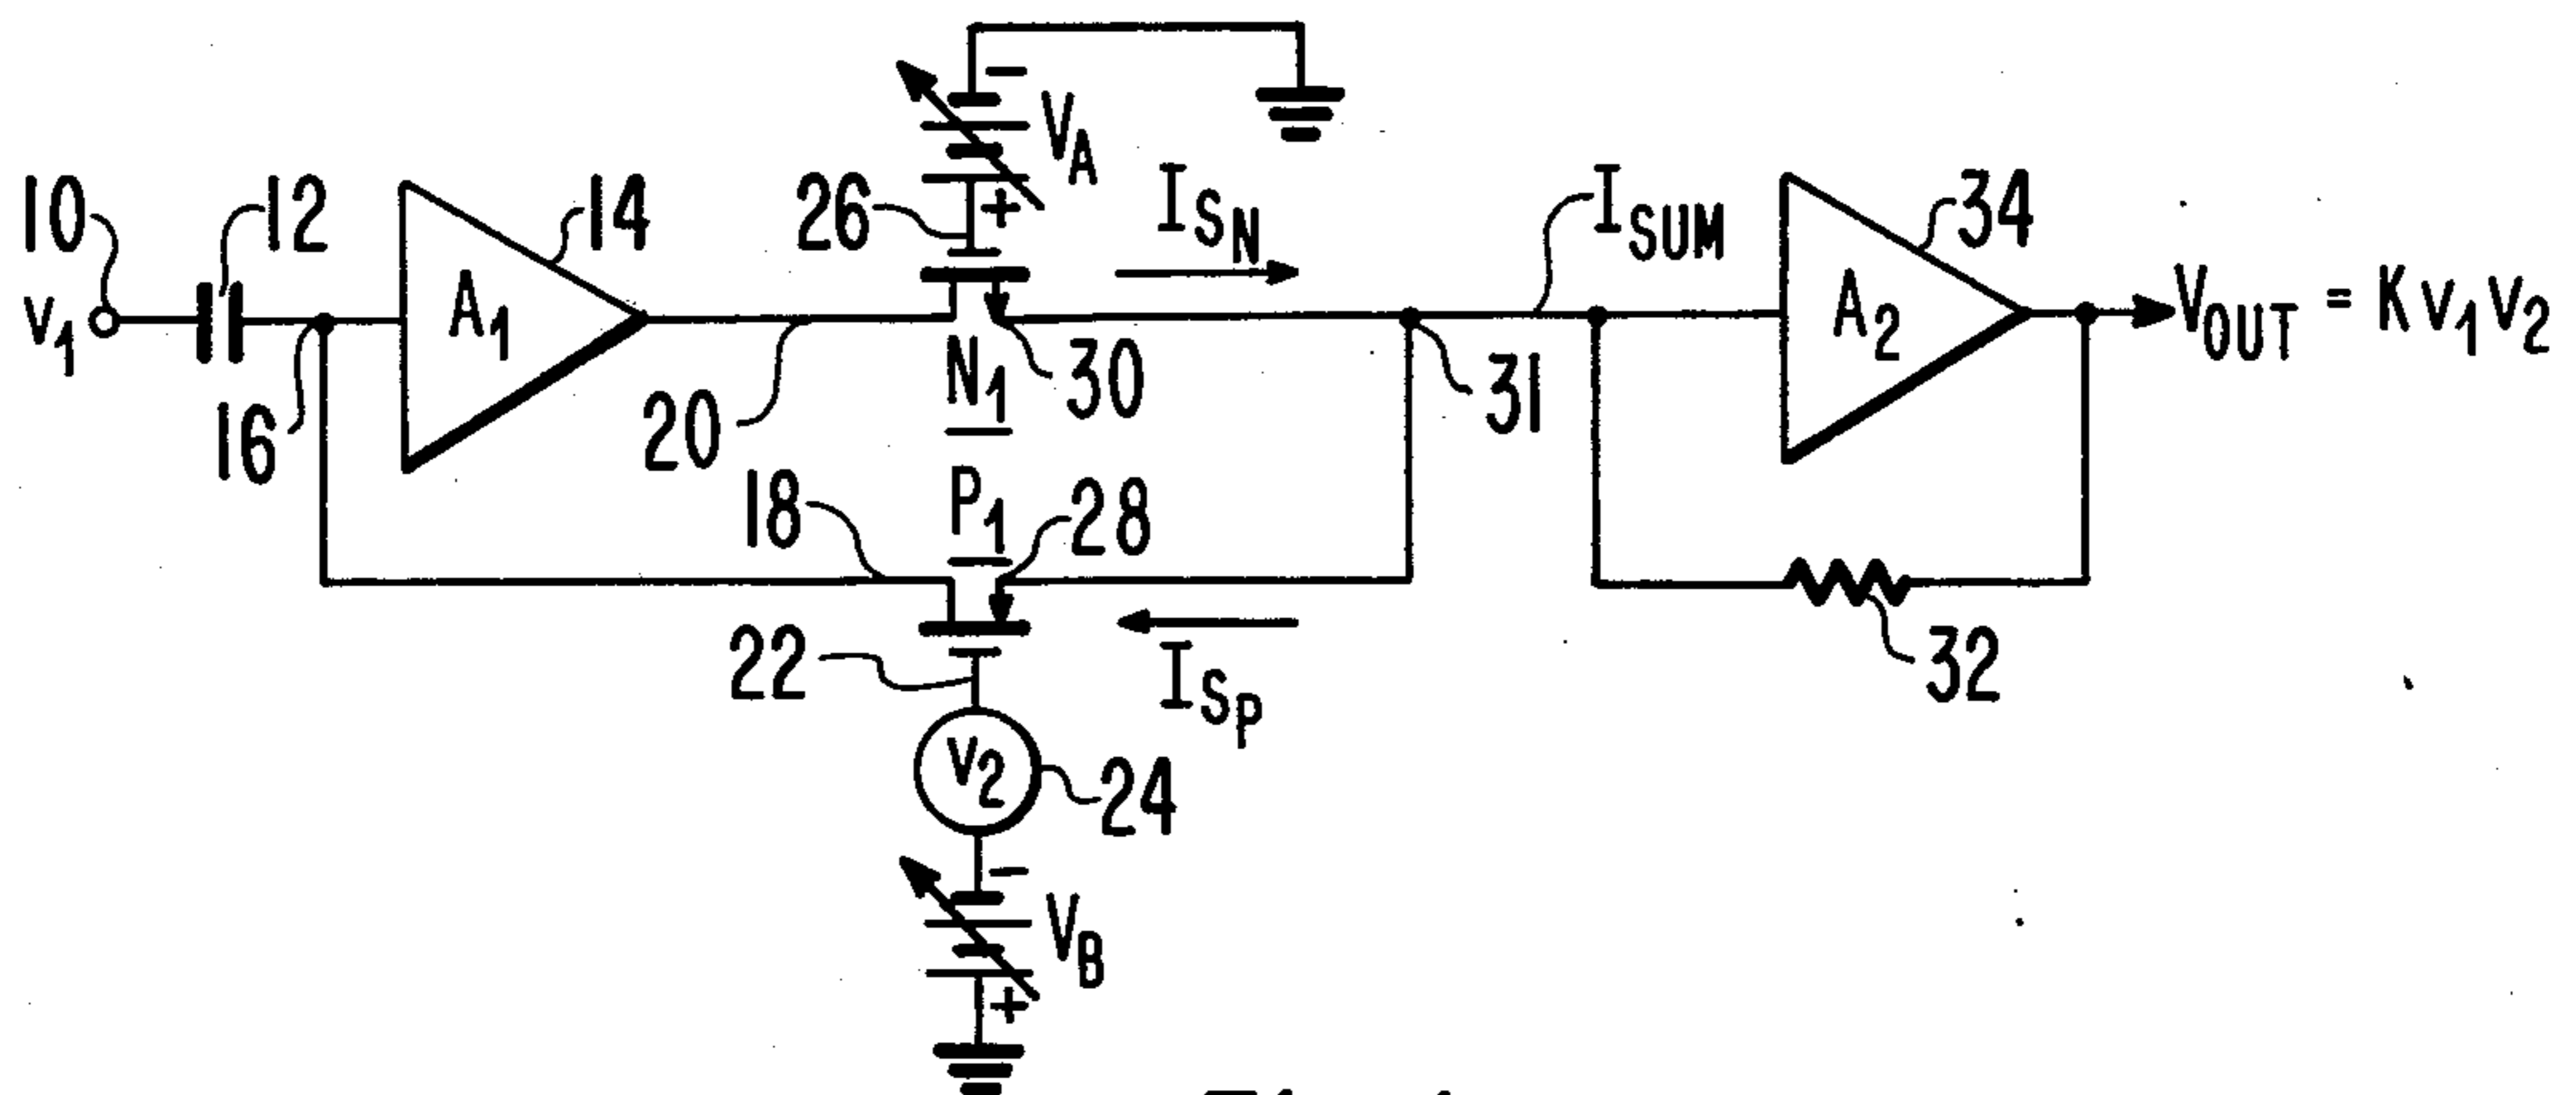 10
12
14
26
V_A
I_SN
I_SUM
34
V_1
A_1
A_2
V_OUT = K V_1 V_2
16
20
N_1
30
31
18
P_1
28
22
I_SP
32
V_2
24
V_B
- 
+
-
+